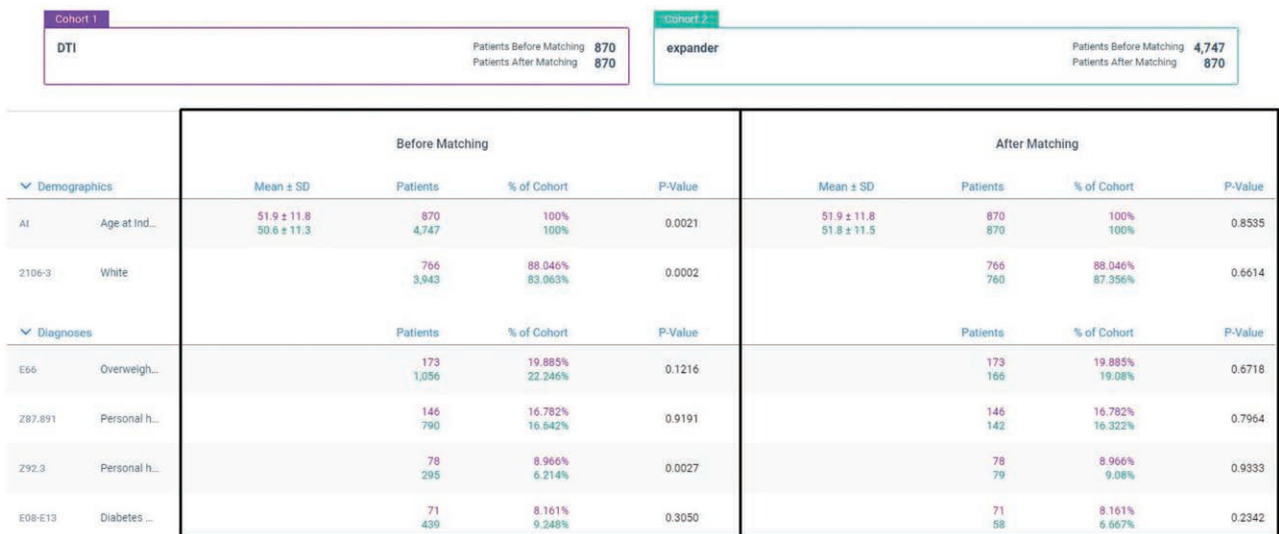 Cohort 1
DTI Patients Before Matching 870
Patients After Matching 870
Cohort 2
expander Patients Before Matching 4,747
Patients After Matching 870
Before Matching After Matching
Demographics Mean ± SD Patients % of Cohort P-Value Mean ± SD Patients % of Cohort P-Value
51.9 ± 11.8 870 100% 51.9 ± 11.8 870 100%
AI Age at Ind... 0.0021 0.8535
50.6 ± 11.3 4,747 100% 51.8 ± 11.5 870 100%
766 88.046% 766 88.046%
2106-3 White 0.0002 0.6614
3,943 83.063% 760 87.356%
Diagnoses Patients % of Cohort P-Value Patients % of Cohort P-Value
173 19.885% 173 19.885%
E66 Overweigh... 0.1216 0.6718
1,056 22.246% 166 19.08%
146 16.782% 146 16.782%
Z87.891 Personal h... 0.9191 0.7964
790 16.642% 142 16.322%
78 8.966% 78 8.966%
Z92.3 Personal h... 0.0027 0.9333
295 6.214% 79 9.08%
71 8.161% 71 8.161%
E08-E13 Diabetes ... 0.3050 0.2342
439 9.248% 58 6.667%